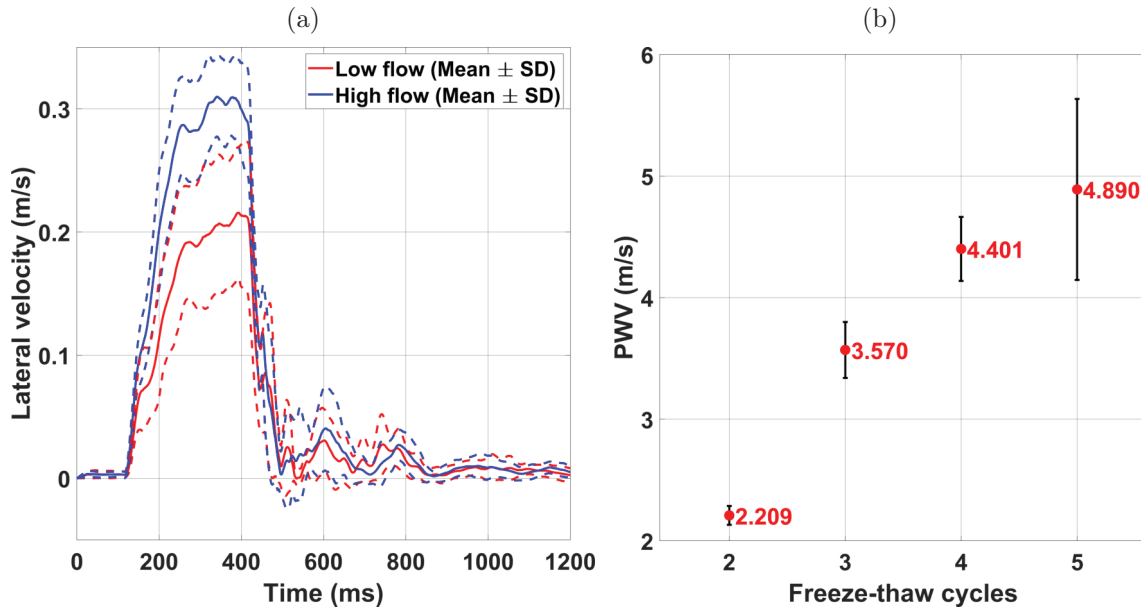 (a)
Lateral velocity (m/s)
0.3
0.2
0.1
0
Low flow (Mean ± SD)
High flow (Mean ± SD)
0 200 400 600 800 1000 1200
Time (ms)
(b)
PWV (m/s)
6
5
4
3
2
4.890
4.401
3.570
2.209
2 3 4 5
Freeze-thaw cycles